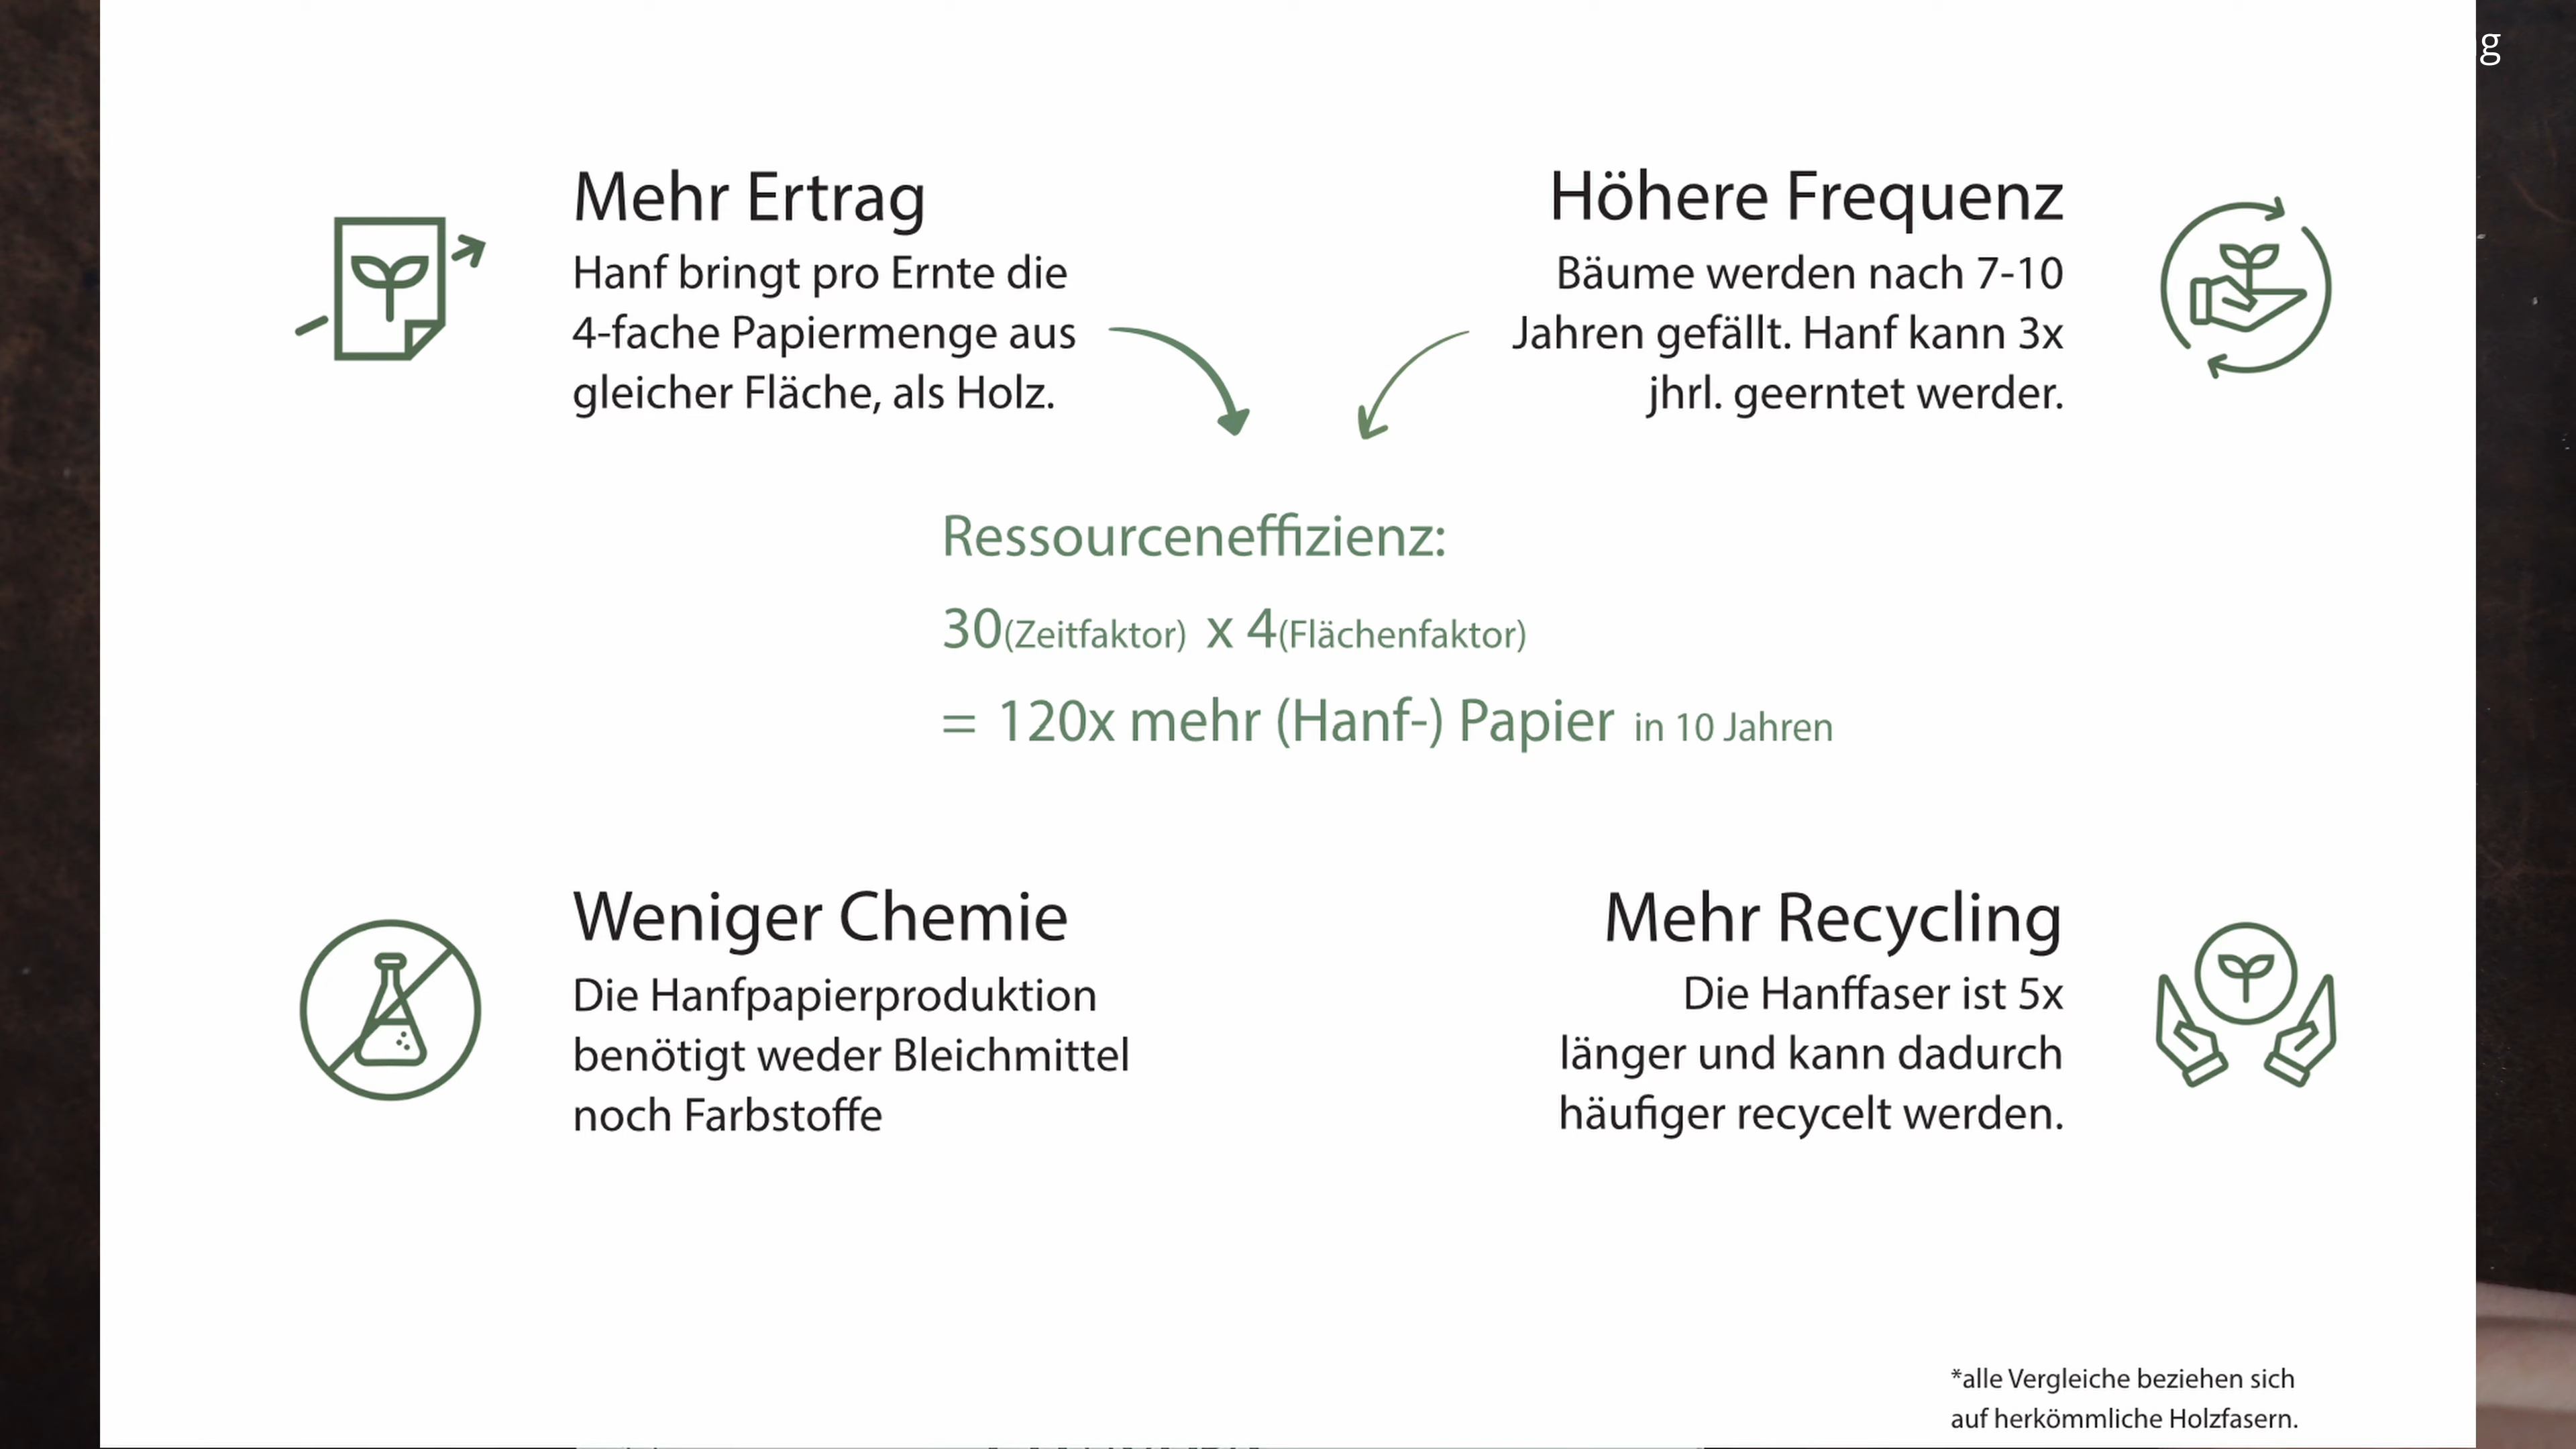 g
Mehr Ertrag
Hanf bringt pro Ernte die
4-fache Papiermenge aus
gleicher Fläche, als Holz.
Höhere Frequenz
Bäume werden nach 7-10
Jahren gefällt. Hanf kann 3x
jhrl. geerntet werder.
Ressourceneffizienz:
30(Zeitfaktor) x 4(Flächenfaktor)
= 120x mehr (Hanf-) Papier in 10 Jahren
Weniger Chemie
Die Hanfpapierproduktion
benötigt weder Bleichmittel
noch Farbstoffe
Mehr Recycling
Die Hanffaser ist 5x
länger und kann dadurch
häufiger recycelt werden.
*alle Vergleiche beziehen sich
auf herkömmliche Holzfasern.